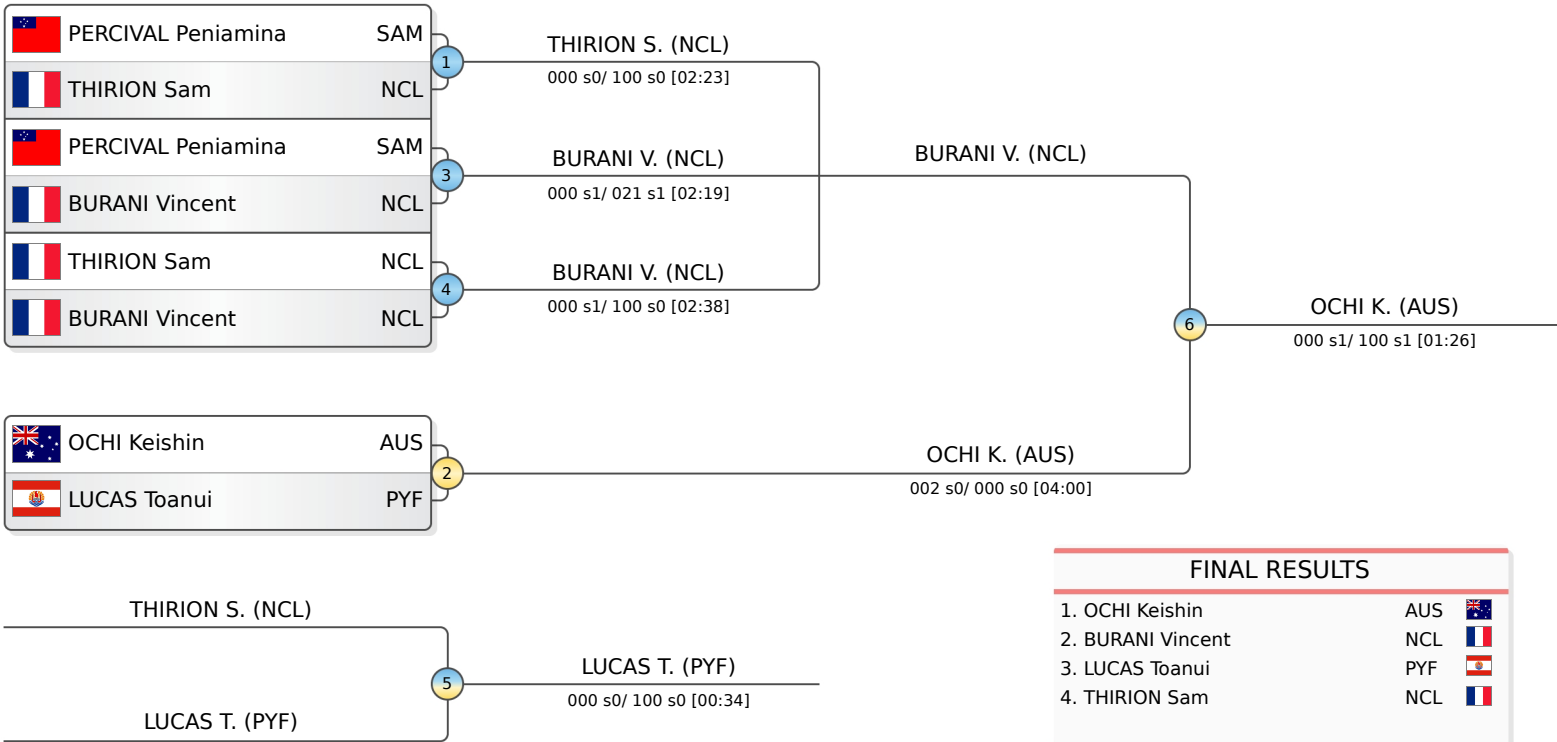 PERCIVAL Peniamina SAM
THIRION Sam NCL
1
THIRION S. (NCL)
000 s0/ 100 s0 [02:23]
PERCIVAL Peniamina SAM
BURANI Vincent NCL
3
BURANI V. (NCL)
000 s1/ 021 s1 [02:19]
THIRION Sam NCL
BURANI Vincent NCL
4
BURANI V. (NCL)
000 s1/ 100 s0 [02:38]
BURANI V. (NCL)
OCHI Keishin AUS
LUCAS Toanui PYF
2
OCHI K. (AUS)
002 s0/ 000 s0 [04:00]
6
OCHI K. (AUS)
000 s1/ 100 s1 [01:26]
THIRION S. (NCL)
LUCAS T. (PYF)
5
LUCAS T. (PYF)
000 s0/ 100 s0 [00:34]
FINAL RESULTS
1. OCHI Keishin AUS
2. BURANI Vincent NCL
3. LUCAS Toanui PYF
4. THIRION Sam NCL